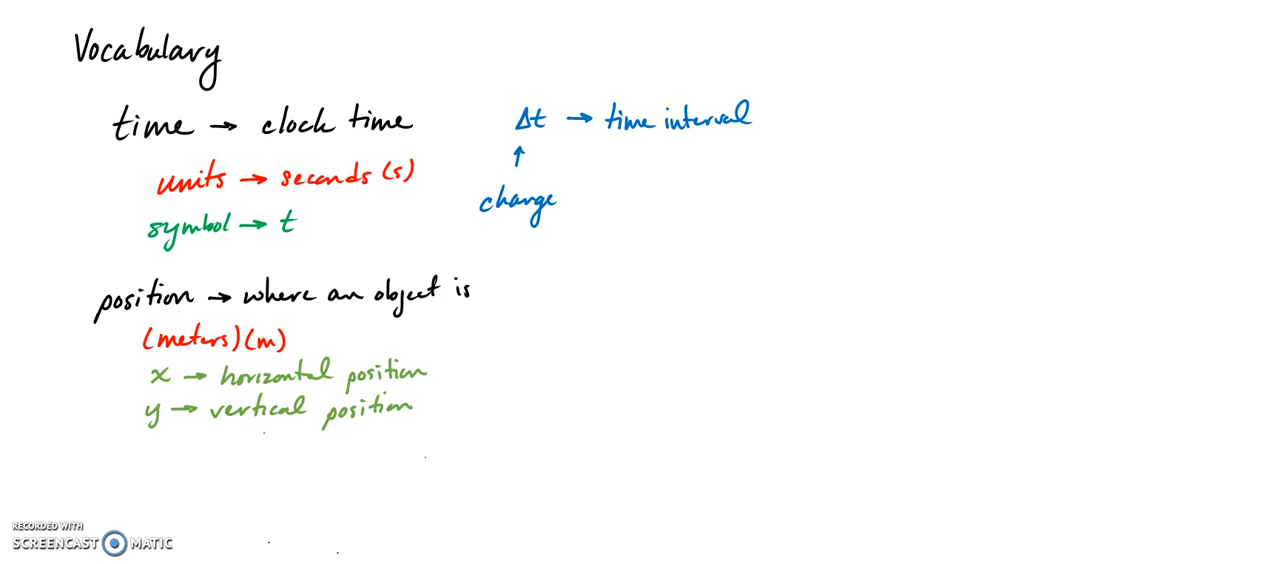 Vocabulary
time → clock time
Δt → time interval
↑
change
units → seconds (s)
symbol → t
position → where an object is
(meters)(m)
x → horizontal position
y → vertical position
RECORDED WITH
SCREENCAST MATIC